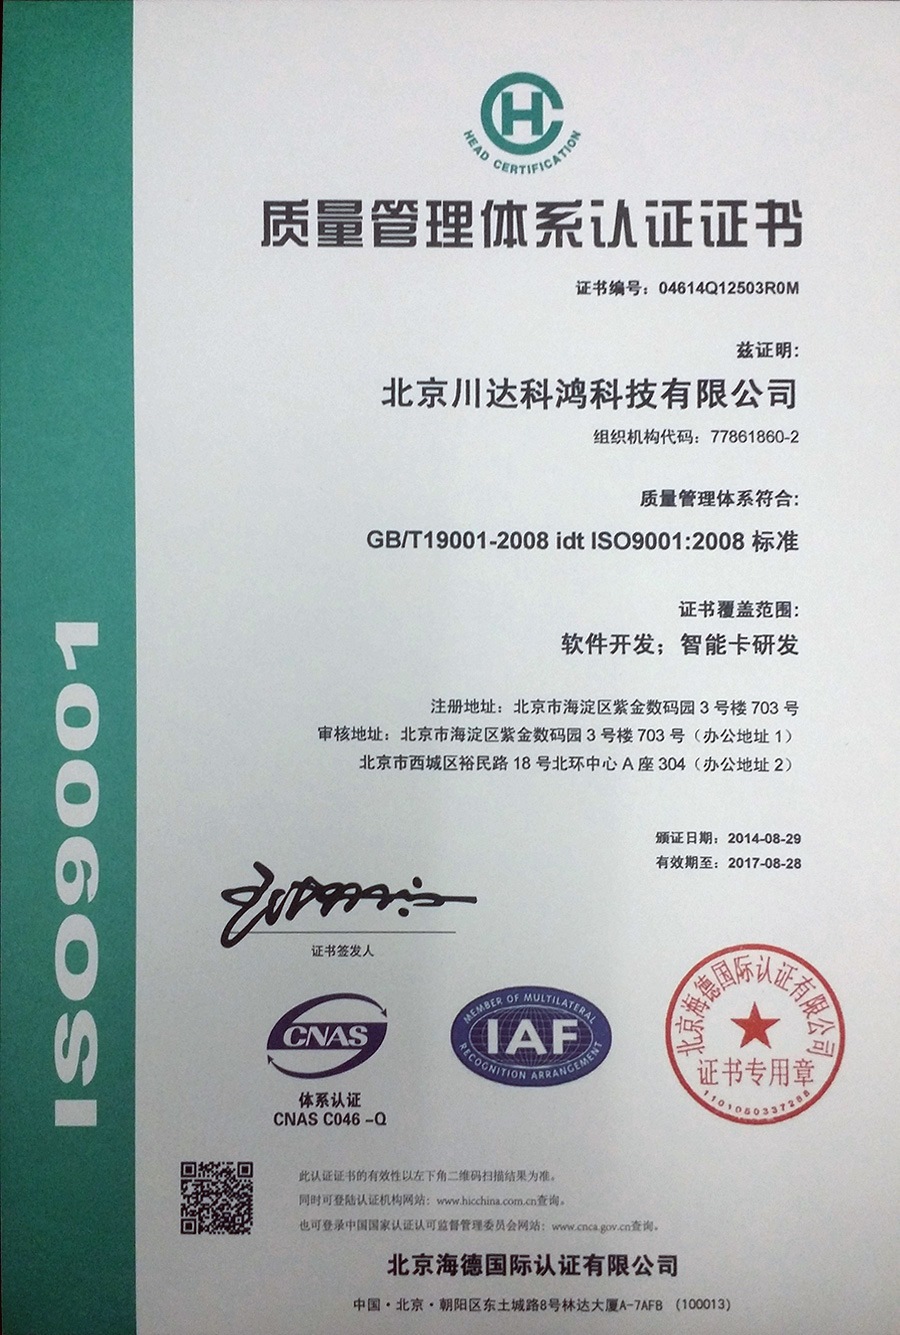 HC
HEAD CERTIFICATION
质量管理体系认证证书
证书编号：04614Q12503R0M
兹证明:
北京川达科鸿科技有限公司
组织机构代码：77861860-2
质量管理体系符合:
GB/T19001-2008 idt ISO9001:2008 标准
证书覆盖范围:
软件开发；智能卡研发
注册地址：北京市海淀区紫金数码园 3 号楼 703 号
审核地址：北京市海淀区紫金数码园 3 号楼 703 号（办公地址 1）
北京市西城区裕民路 18 号北环中心 A 座 304（办公地址 2）
颁证日期：2014-08-29
有效期至：2017-08-28
证书签发人
ISO9001
CNAS
体系认证
CNAS C046 –Q
MEMBER OF MULTILATERAL
IAF
RECOGNITION ARRANGEMENT
北京海德国际认证有限公司
证书专用章
1101050337288
此认证证书的有效性以左下角二维码扫描结果为准。
同时可登陆认证机构网站：www.hicchina.com.cn查询。
也可登录中国国家认证认可监督管理委员会网站：www.cnca.gov.cn查询。
北京海德国际认证有限公司
中国·北京·朝阳区东土城路8号林达大厦A-7AFB （100013）